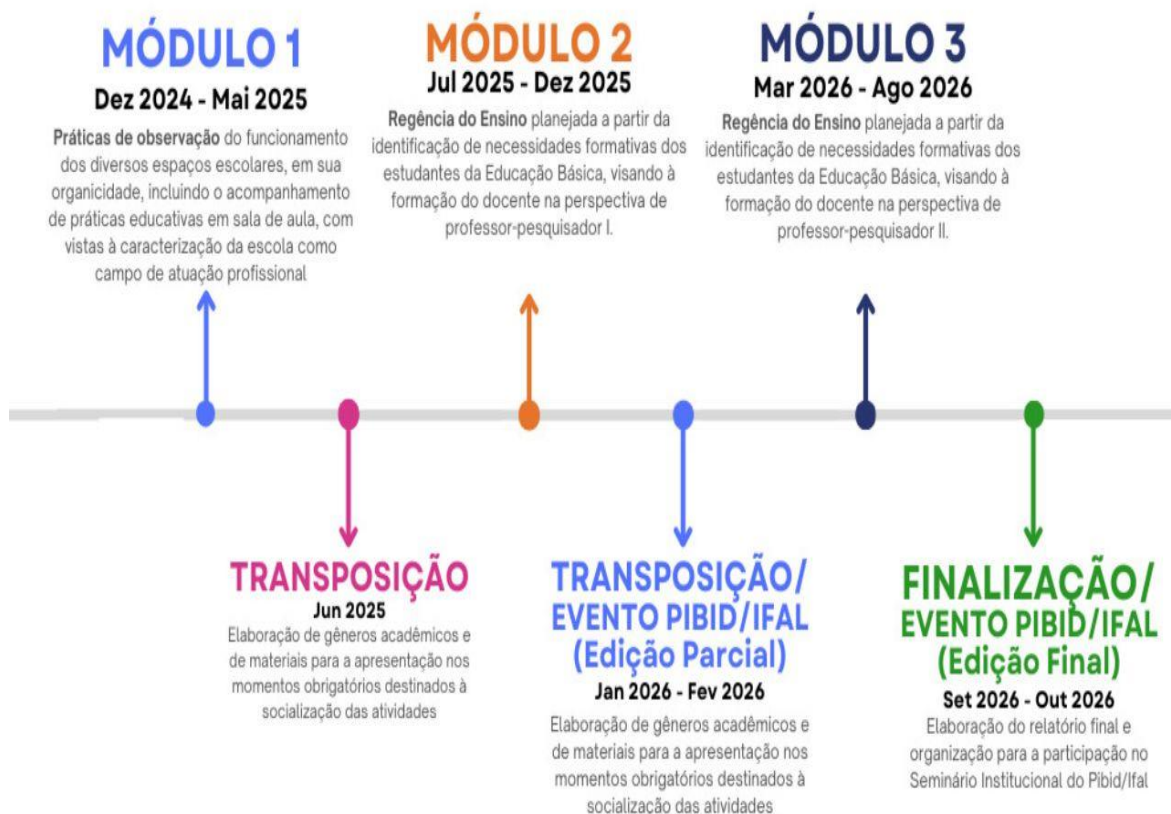 MÓDULO 1
Dez 2024 - Mai 2025
Práticas de observação do funcionamento
dos diversos espaços escolares, em sua
organicidade, incluindo o acompanhamento
de práticas educativas em sala de aula, com
vistas à caracterização da escola como
campo de atuação profissional
MÓDULO 2
Jul 2025 - Dez 2025
Regência do Ensino planejada a partir da
identificação de necessidades formativas dos
estudantes da Educação Básica, visando à
formação do docente na perspectiva de
professor-pesquisador I.
MÓDULO 3
Mar 2026 - Ago 2026
Regência do Ensino planejada a partir da
identificação de necessidades formativas dos
estudantes da Educação Básica, visando à
formação do docente na perspectiva de
professor-pesquisador II.
TRANSPOSIÇÃO
Jun 2025
Elaboração de gêneros acadêmicos e
de materiais para a apresentação nos
momentos obrigatórios destinados à
socialização das atividades
TRANSPOSIÇÃO/
EVENTO PIBID/IFAL
(Edição Parcial)
Jan 2026 - Fev 2026
Elaboração de gêneros acadêmicos e
de materiais para a apresentação nos
momentos obrigatórios destinados à
socialização das atividades
FINALIZAÇÃO/
EVENTO PIBID/IFAL
(Edição Final)
Set 2026 - Out 2026
Elaboração do relatório final e
organização para a participação no
Seminário Institucional do Pibid/Ifal